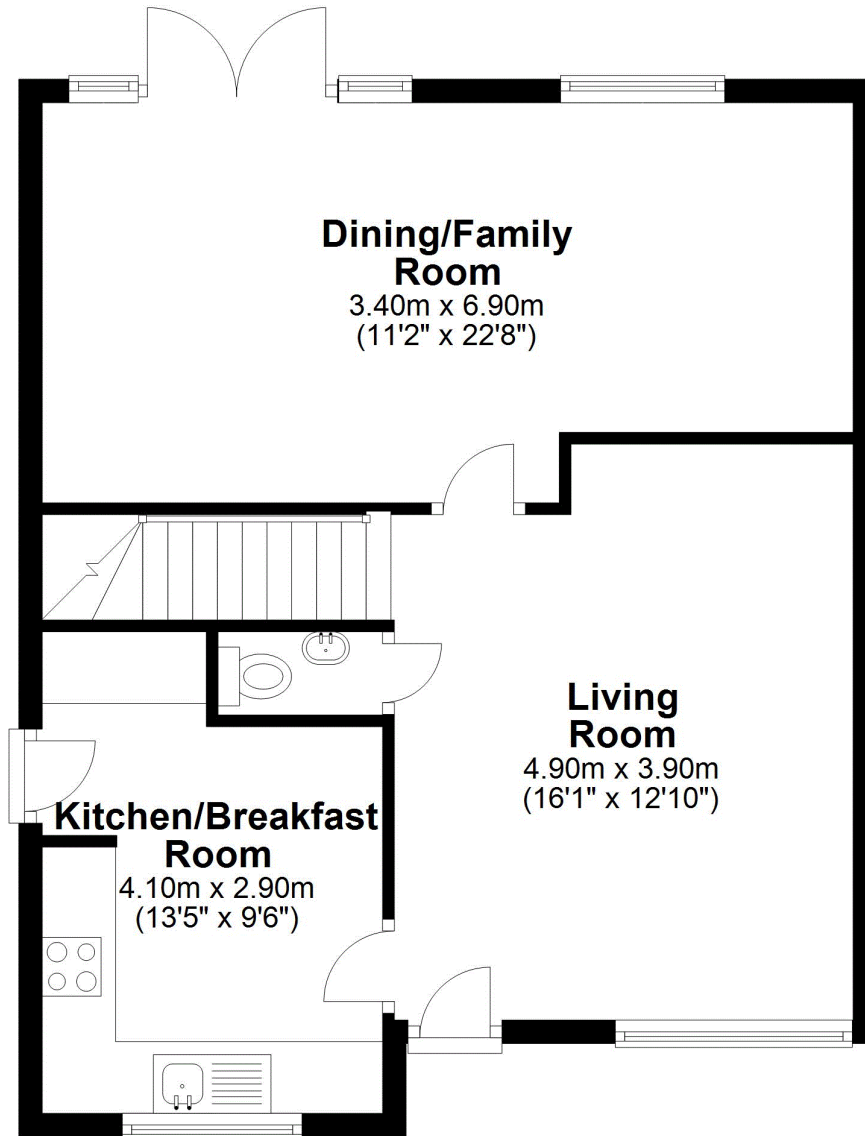 Dining/Family
Room
3.40m x 6.90m
(11'2" x 22'8")
Living
Room
4.90m x 3.90m
(16'1" x 12'10")
Kitchen/Breakfast
Room
4.10m x 2.90m
(13'5" x 9'6")